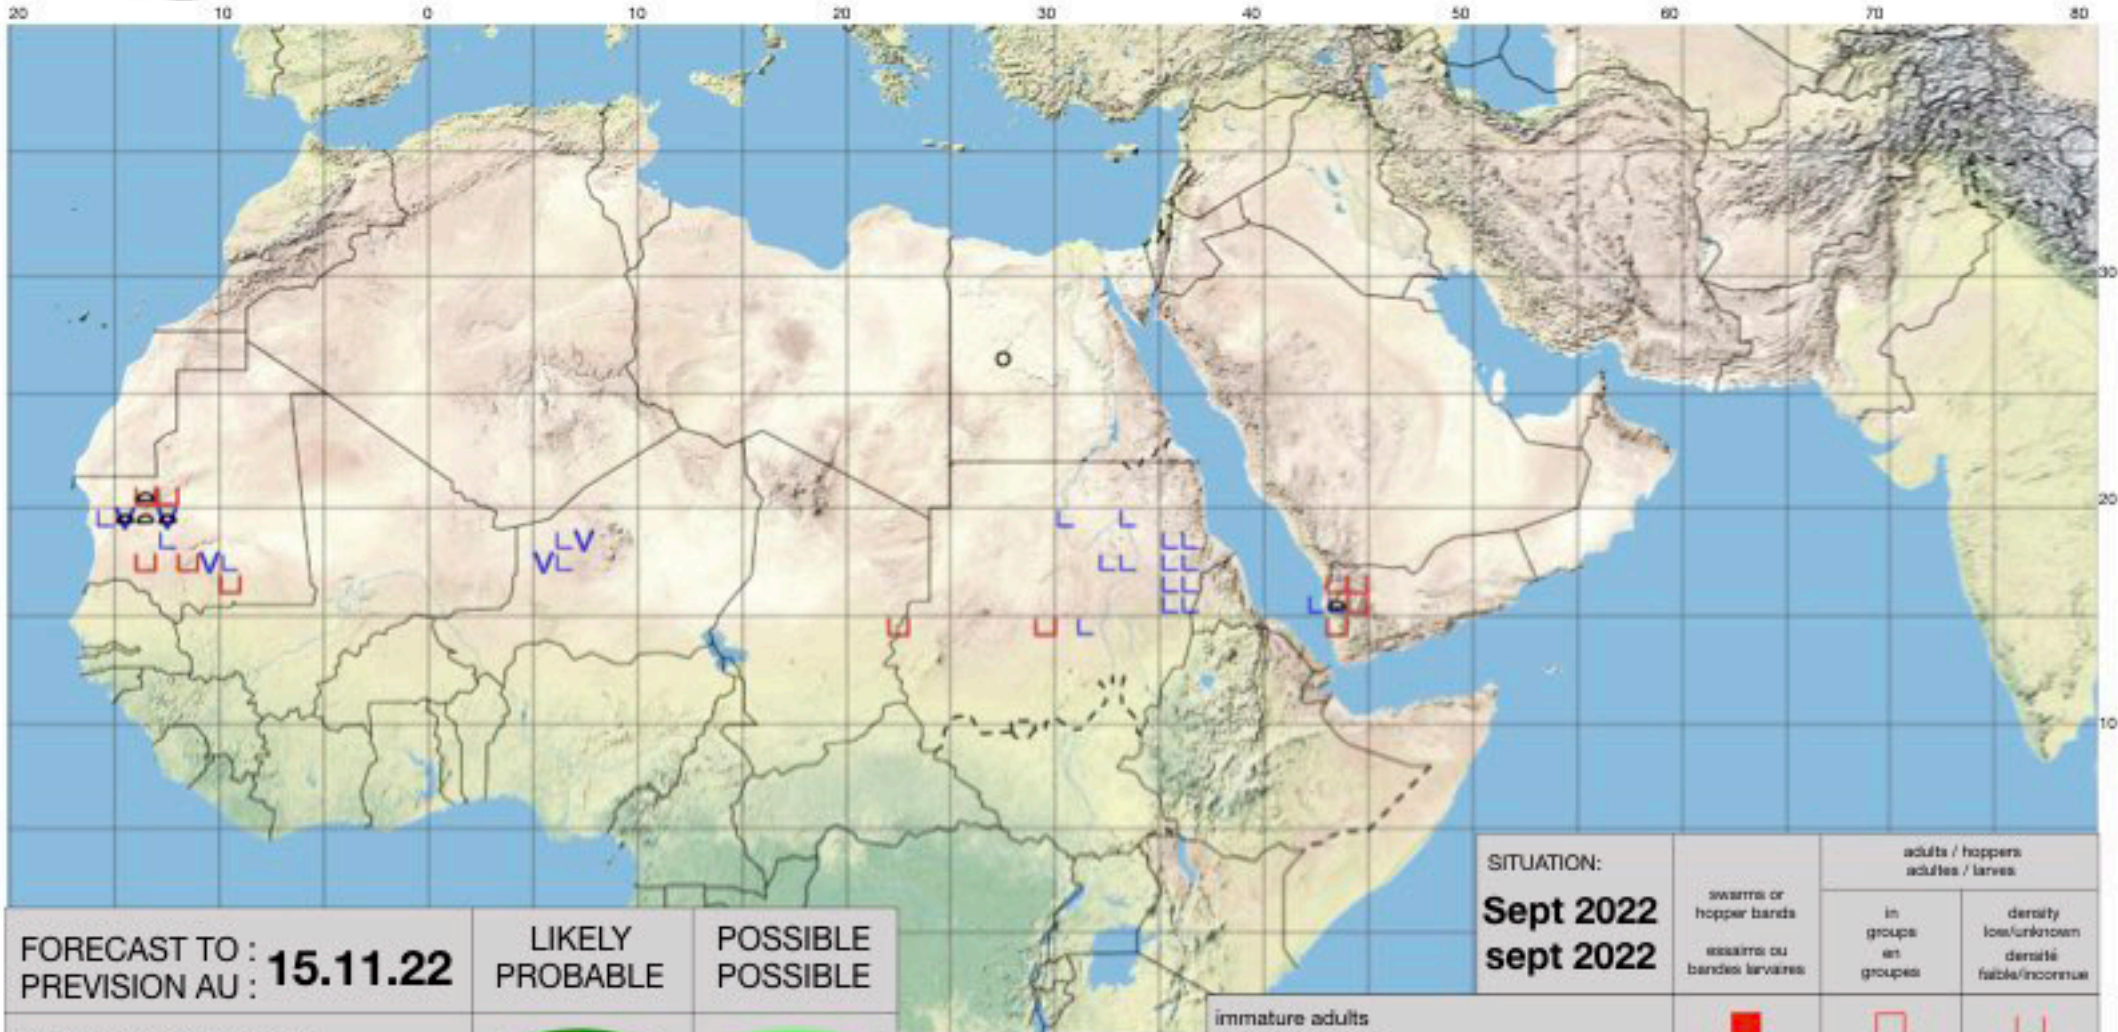 20 10 0 10 20 30 40 50 60 70 80
30
20
10
FORECAST TO :
PREVISION AU :
15.11.22
LIKELY
PROBABLE
POSSIBLE
POSSIBLE
SITUATION:
Sept 2022
sept 2022
swarms or
hopper bands
essaims ou
bandes larvaires
adults / hoppers
adultes / larves
in
groups
en
groupes
density
low/unknown
densité
faible/inconnue
immature adults